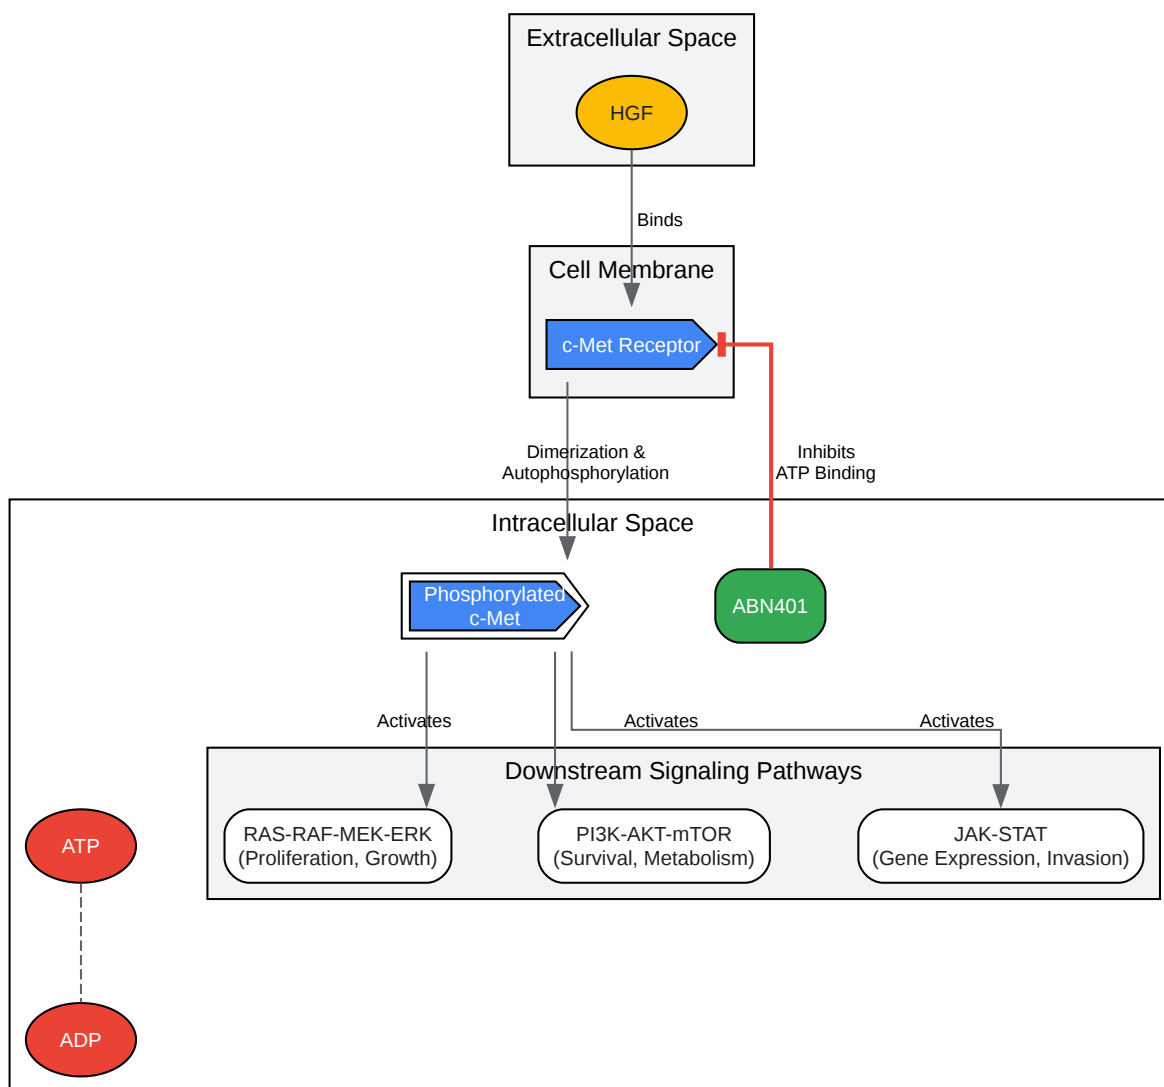 Extracellular Space
HGF
Binds
Cell Membrane
c-Met Receptor
Dimerization &
Autophosphorylation
Inhibits
ATP Binding
Intracellular Space
Phosphorylated
c-Met
ABN401
Activates
Activates
Activates
Downstream Signaling Pathways
RAS-RAF-MEK-ERK
(Proliferation, Growth)
PI3K-AKT-mTOR
(Survival, Metabolism)
JAK-STAT
(Gene Expression, Invasion)
ATP
ADP